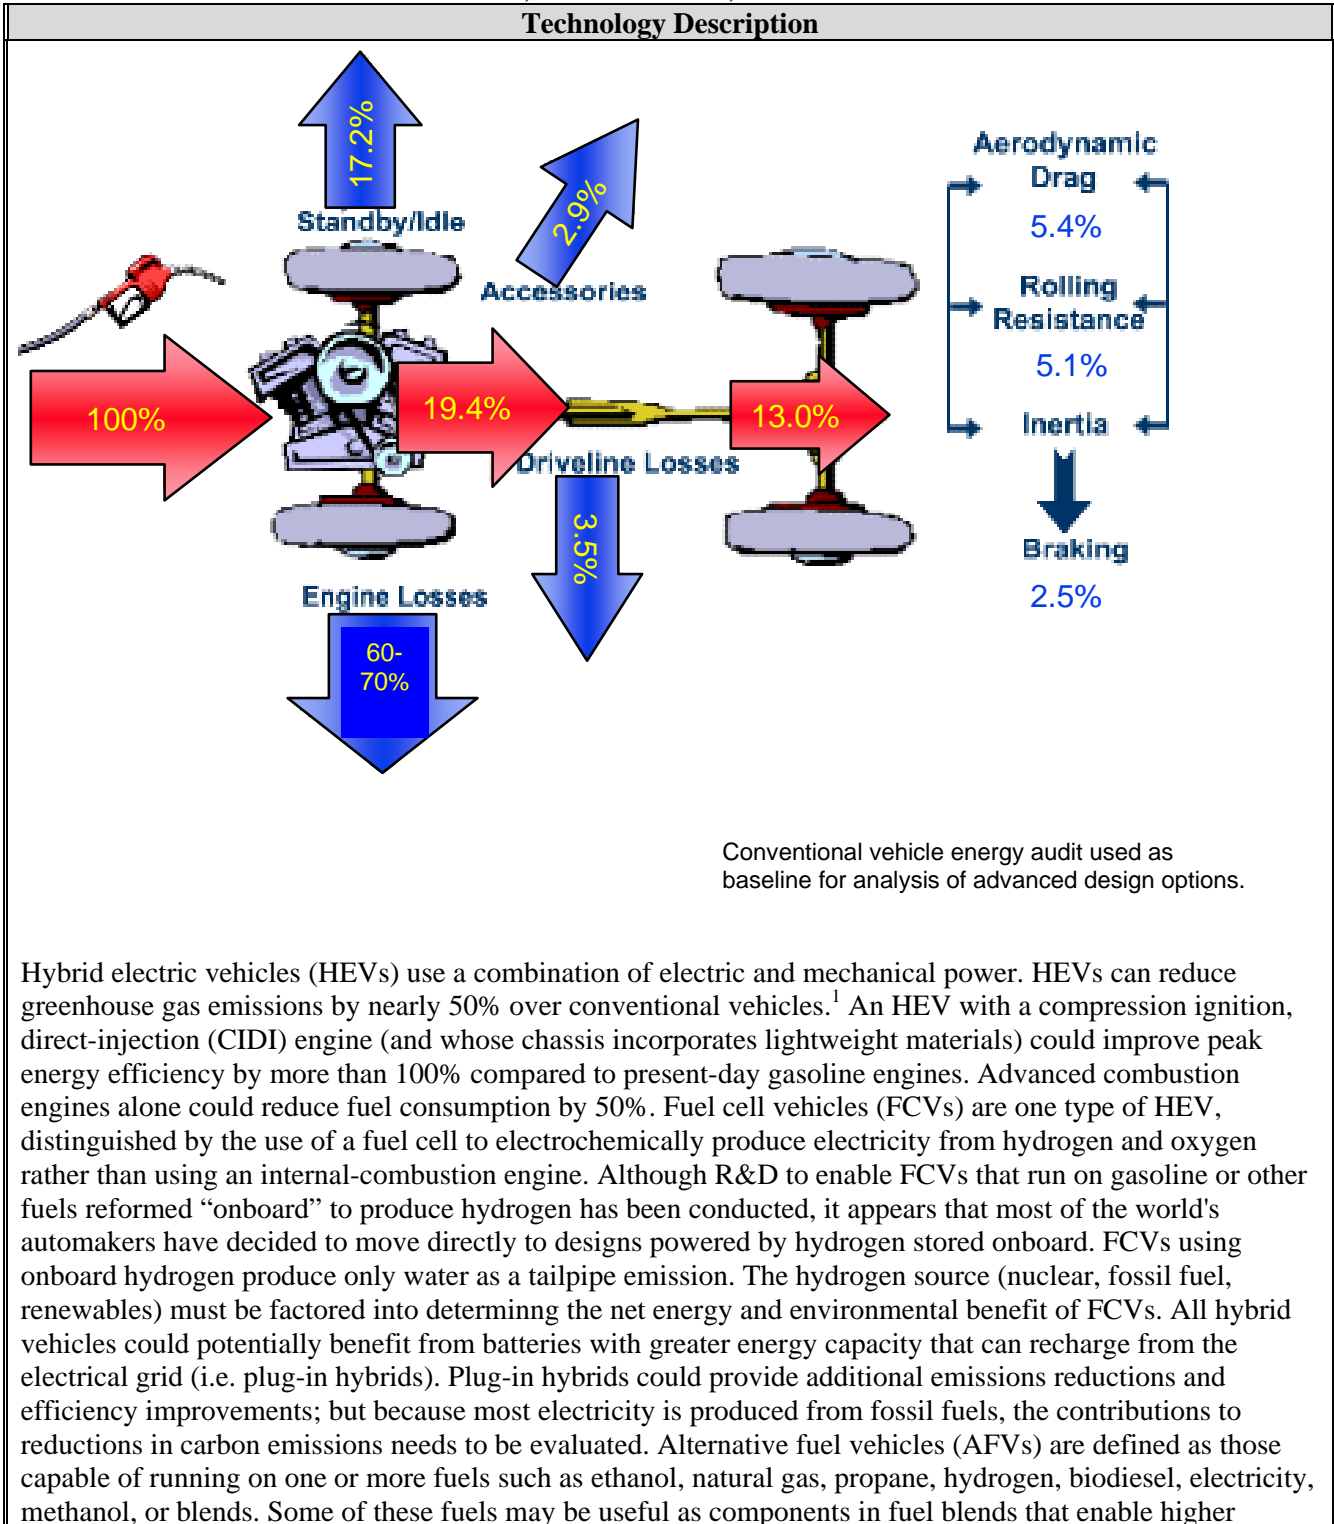 Technology Description
17.2%
Standby/Idle
2.9%
Accessories
Aerodynamic
Drag
5.4%
Rolling
Resistance
5.1%
Inertia
Braking
2.5%
100%
19.4%
13.0%
Driveline Losses
3.5%
Engine Losses
60-
70%
Conventional vehicle energy audit used as
baseline for analysis of advanced design options.
Hybrid electric vehicles (HEVs) use a combination of electric and mechanical power. HEVs can reduce
greenhouse gas emissions by nearly 50% over conventional vehicles.1 An HEV with a compression ignition,
direct-injection (CIDI) engine (and whose chassis incorporates lightweight materials) could improve peak
energy efficiency by more than 100% compared to present-day gasoline engines. Advanced combustion
engines alone could reduce fuel consumption by 50%. Fuel cell vehicles (FCVs) are one type of HEV,
distinguished by the use of a fuel cell to electrochemically produce electricity from hydrogen and oxygen
rather than using an internal-combustion engine. Although R&D to enable FCVs that run on gasoline or other
fuels reformed “onboard” to produce hydrogen has been conducted, it appears that most of the world's
automakers have decided to move directly to designs powered by hydrogen stored onboard. FCVs using
onboard hydrogen produce only water as a tailpipe emission. The hydrogen source (nuclear, fossil fuel,
renewables) must be factored into determinng the net energy and environmental benefit of FCVs. All hybrid
vehicles could potentially benefit from batteries with greater energy capacity that can recharge from the
electrical grid (i.e. plug-in hybrids). Plug-in hybrids could provide additional emissions reductions and
efficiency improvements; but because most electricity is produced from fossil fuels, the contributions to
reductions in carbon emissions needs to be evaluated. Alternative fuel vehicles (AFVs) are defined as those
capable of running on one or more fuels such as ethanol, natural gas, propane, hydrogen, biodiesel, electricity,
methanol, or blends. Some of these fuels may be useful as components in fuel blends that enable higher